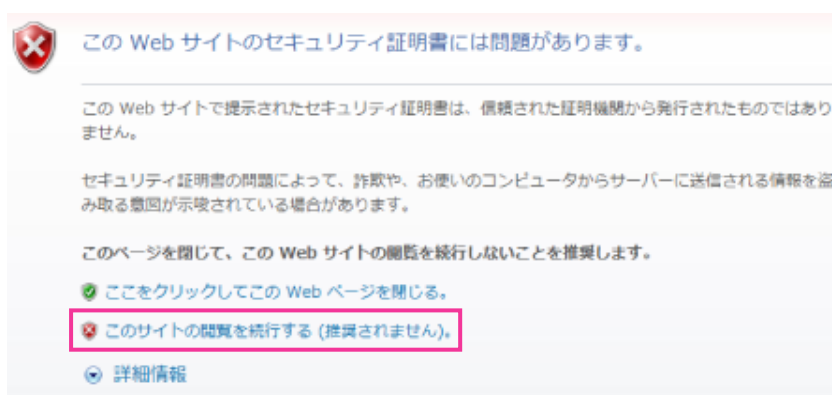 この Web サイトのセキュリティ証明書には問題があります。
この Web サイトで提示されたセキュリティ証明書は、信頼された証明機関から発行されたものではあり
ません。
セキュリティ証明書の問題によって、詐欺や、お使いのコンピュータからサーバーに送信される情報を盗
み取る意図が示唆されている場合があります。
このページを閉じて、この Web サイトの閲覧を続行しないことを推奨します。
ここをクリックしてこの Web ページを閉じる。
このサイトの閲覧を続行する (推奨されません)。
詳細情報